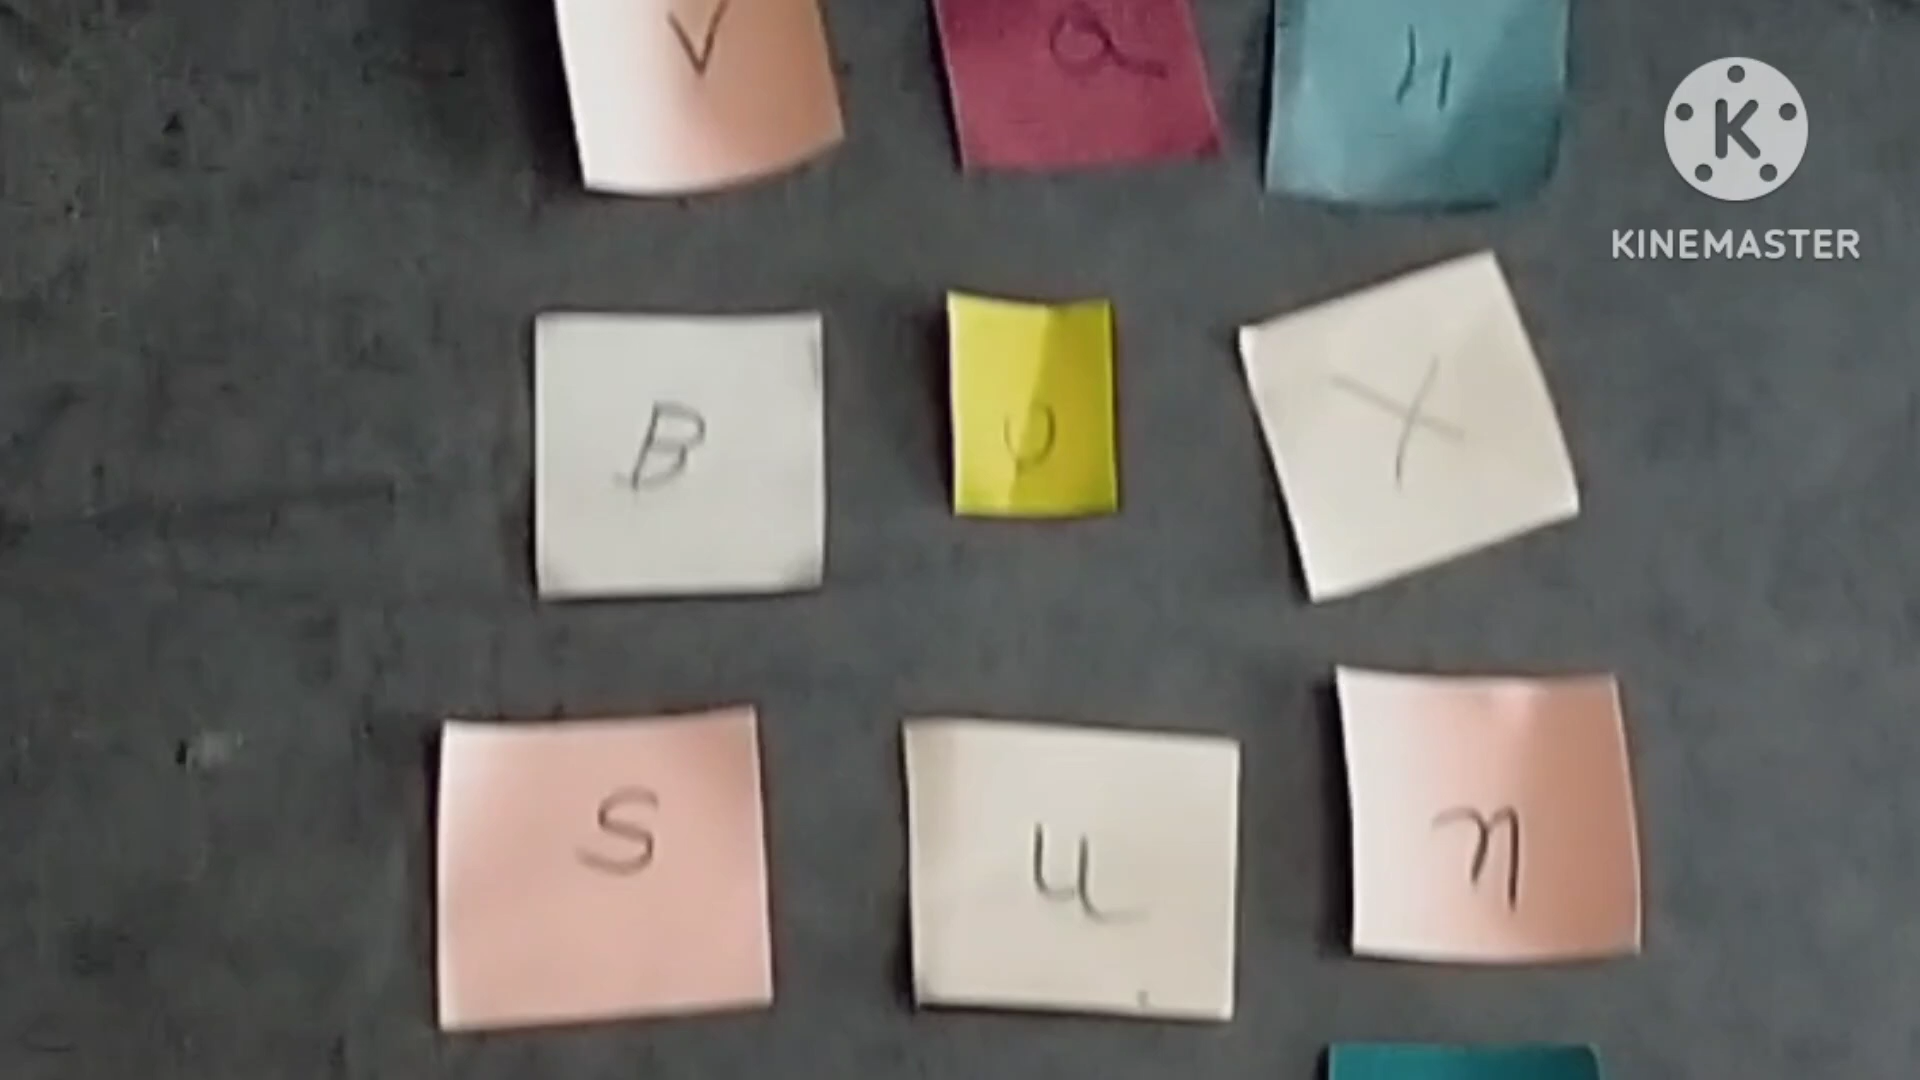 V a n
K
KINEMASTER
B U X
S u n